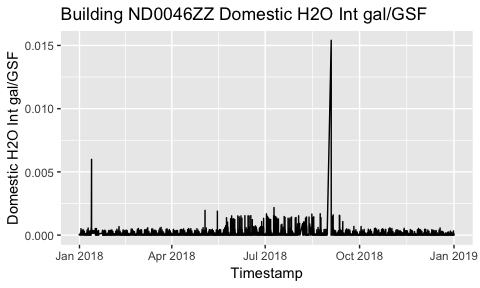 Building ND0046ZZ Domestic H2O Int gal/GSF
Domestic H2O Int gal/GSF
0.015
0.010
0.005
0.000
Jan 2018
Apr 2018
Jul 2018
Oct 2018
Jan 2019
Timestamp